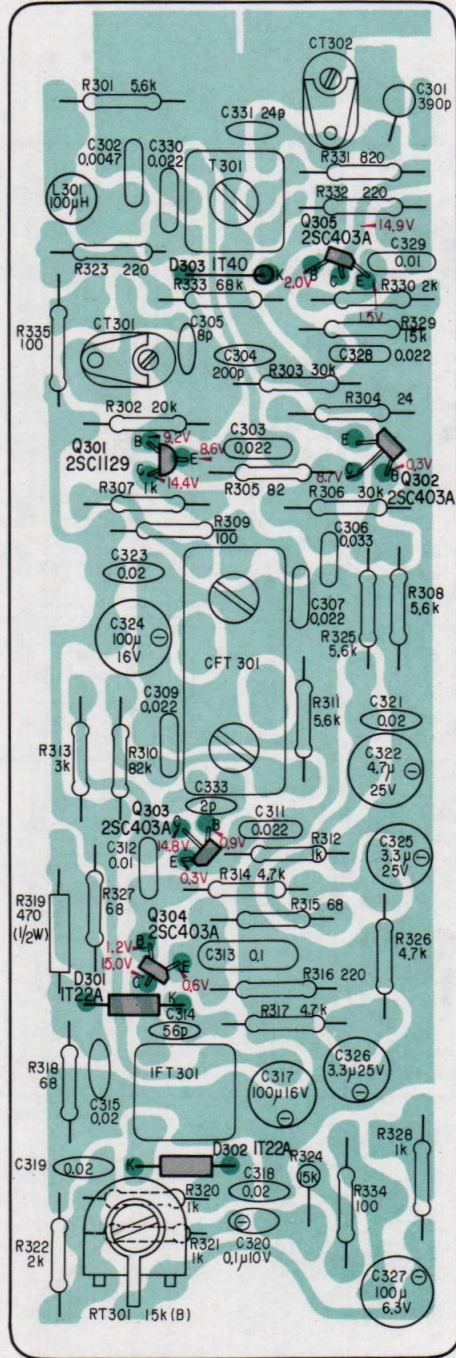 CT302
R301 5.6k
C301
390p
C331 24p
C302
0.0047
C330
0.022
T301
R331 820
L301
100μH
R332 220
Q305
2SC403A
14.9V
C329
0.01
R323 220
D303 IT40
K
2.0V
B
C
E
R333 68k
R330 2k
1.5V
R335
100
CT301
C305
8p
R329
15k
C304
200p
C328
0.022
R303 30k
R304 24
R302 20k
Q301
2SC1129
B
9.2V
E
8.6V
C
14.4V
C303
0.022
E
C
8.7V
B
0.3V
Q302
2SC403A
R307
1k
R305 82
R306 30k
R309
100
C306
0.033
C323
0.02
C307
0.022
R308
5.6k
R325
5.6k
C324
100μ
16V
CFT 301
C309
0.022
R311
5.6k
C321
0.02
R313
3k
R310
82k
C322
4.7μ
25V
C333
2p
Q303
2SC403A
C
B
14.8V
0.9V
E
0.3V
C311
0.022
C312
0.01
R312
1k
C325
3.3μ
25V
R319
470
(1/2W)
R327
68
R314 4.7k
Q304
2SC403A
R315 68
B
1.2V
15.0V
C
E
0.6V
R326
4.7k
C313 0.1
D301
IT22A
K
R316 220
C314
56p
R317 4.7k
R318
68
C315
0.02
IFT301
C317
100μ16V
C326
3.3μ25V
C319
0.02
K
D302 IT22A
C318
0.02
R324
15k
R328
1k
R320
1k
R334
100
R322
2k
R321
1k
C320
0.1μ10V
C327
100μ
6.3V
RT301 15k(B)